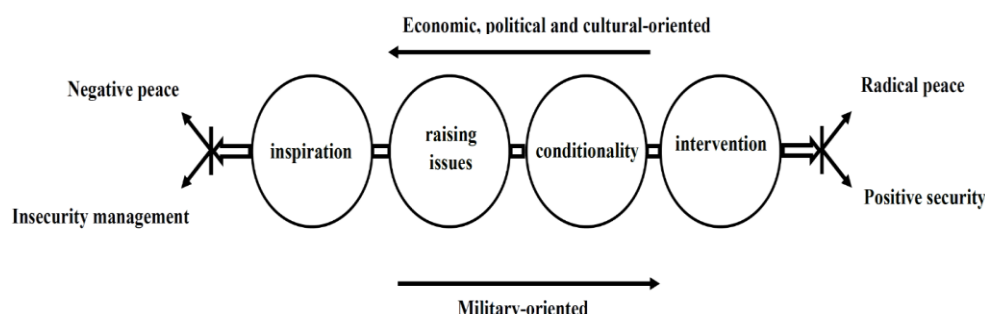 Economic, political and cultural-oriented
Negative peace
Radical peace
inspiration
raising
issues
conditionality
intervention
Insecurity management
Positive security
Military-oriented